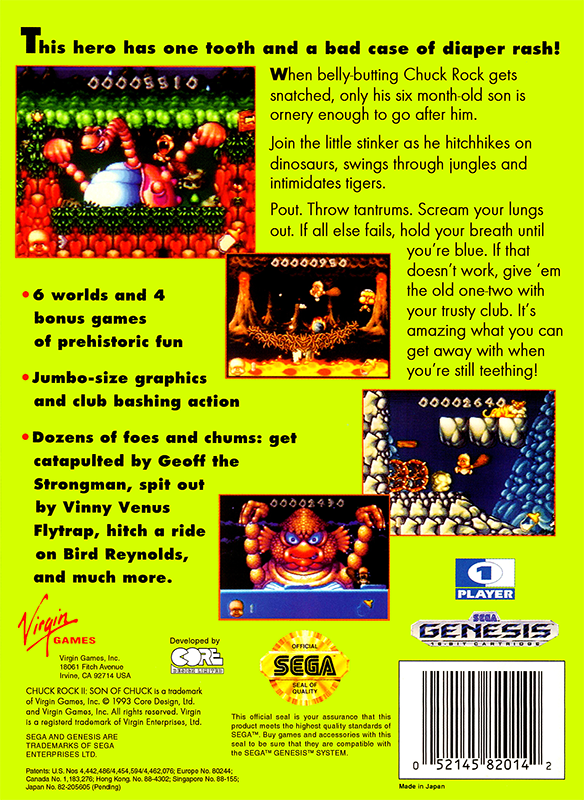 This hero has one tooth and a bad case of diaper rash!
When belly-butting Chuck Rock gets
snatched, only his six month-old son is
ornery enough to go after him.
Join the little stinker as he hitchhikes on
dinosaurs, swings through jungles and
intimidates tigers.
Pout. Throw tantrums. Scream your lungs
out. If all else fails, hold your breath until
you're blue. If that
doesn't work, give 'em
the old one-two with
your trusty club. It's
amazing what you can
get away with when
you're still teething!
00005510
00000950
00002640
• 6 worlds and 4
bonus games
of prehistoric fun
• Jumbo-size graphics
and club bashing action
• Dozens of foes and chums: get
catapulted by Geoff the
Strongman, spit out
by Vinny Venus
Flytrap, hitch a ride
on Bird Reynolds,
and much more.
1
PLAYER
SEGA
GENESIS
16-BIT CARTRIDGE
Virgin
GAMES
Virgin Games, Inc.
18061 Fitch Avenue
Irvine, CA 92714 USA
Developed by
CORE
DESIGN LIMITED
OFFICIAL
SEGA
SEAL OF
QUALITY
CHUCK ROCK II: SON OF CHUCK is a trademark
of Virgin Games, Inc. © 1993 Core Design, Ltd.
and Virgin Games, Inc. All rights reserved. Virgin
is a registerd trademark of Virgin Enterprises, Ltd.
SEGA AND GENESIS ARE
TRADEMARKS OF SEGA
ENTERPRISES LTD.
This official seal is your assurance that this
product meets the highest quality standards of
SEGA™. Buy games and accessories with this
seal to be sure that they are compatible with
the SEGA™ GENESIS™ SYSTEM.
Patents: U.S. Nos 4,442,486/4,454,594/4,462,076; Europe No. 80244;
Canada No. 1,183,276; Hong Kong No. 88-4302; Singapore No. 88-155;
Japan No. 82-205605 (Pending)
0 52145 82014 2
Made in Japan